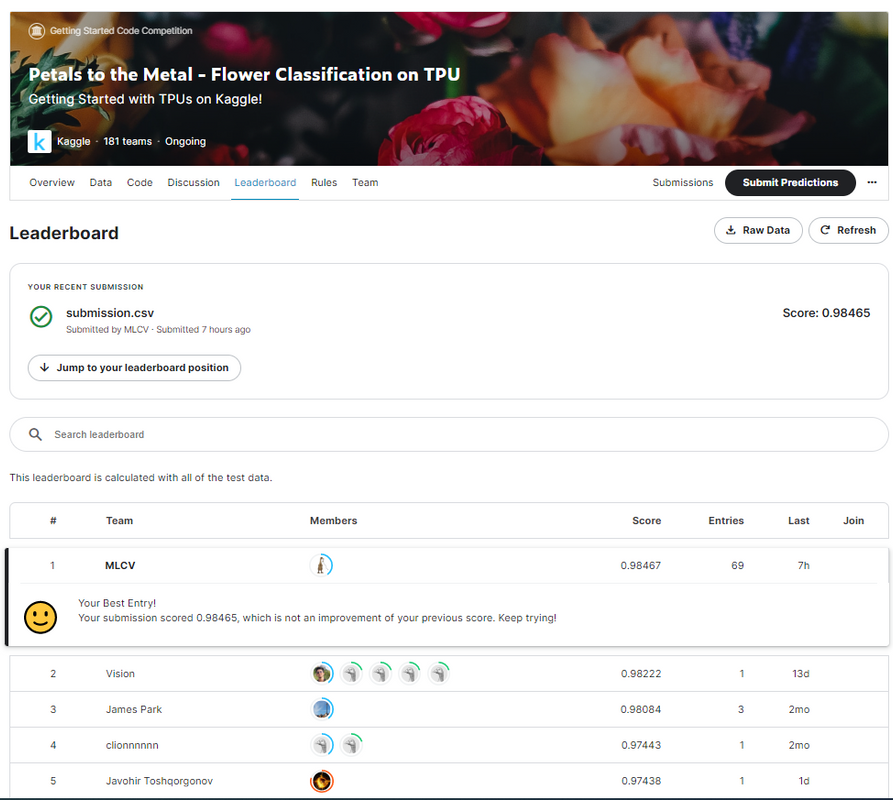 Getting Started Code Competition
Petals to the Metal - Flower Classification on TPU
Getting Started with TPUs on Kaggle!
k Kaggle · 181 teams · Ongoing
Overview Data Code Discussion Leaderboard Rules Team Submissions Submit Predictions ...
Leaderboard Raw Data Refresh
YOUR RECENT SUBMISSION
submission.csv Score: 0.98465
Submitted by MLCV · Submitted 7 hours ago
Jump to your leaderboard position
Search leaderboard
This leaderboard is calculated with all of the test data.
# Team Members Score Entries Last Join
1 MLCV 0.98467 69 7h
Your Best Entry!
Your submission scored 0.98465, which is not an improvement of your previous score. Keep trying!
2 Vision 0.98222 1 13d
3 James Park 0.98084 3 2mo
4 clionnnnnn 0.97443 1 2mo
5 Javohir Toshqorgonov 0.97438 1 1d